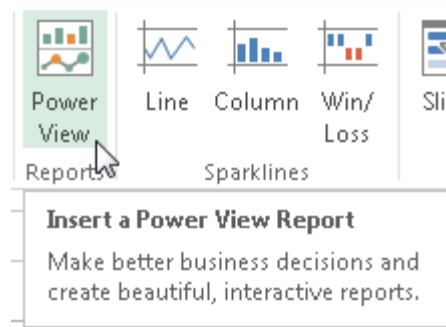 Power View
Line
Column
Win/
Loss
Sli
Reports
Sparklines
Insert a Power View Report
Make better business decisions and
create beautiful, interactive reports.